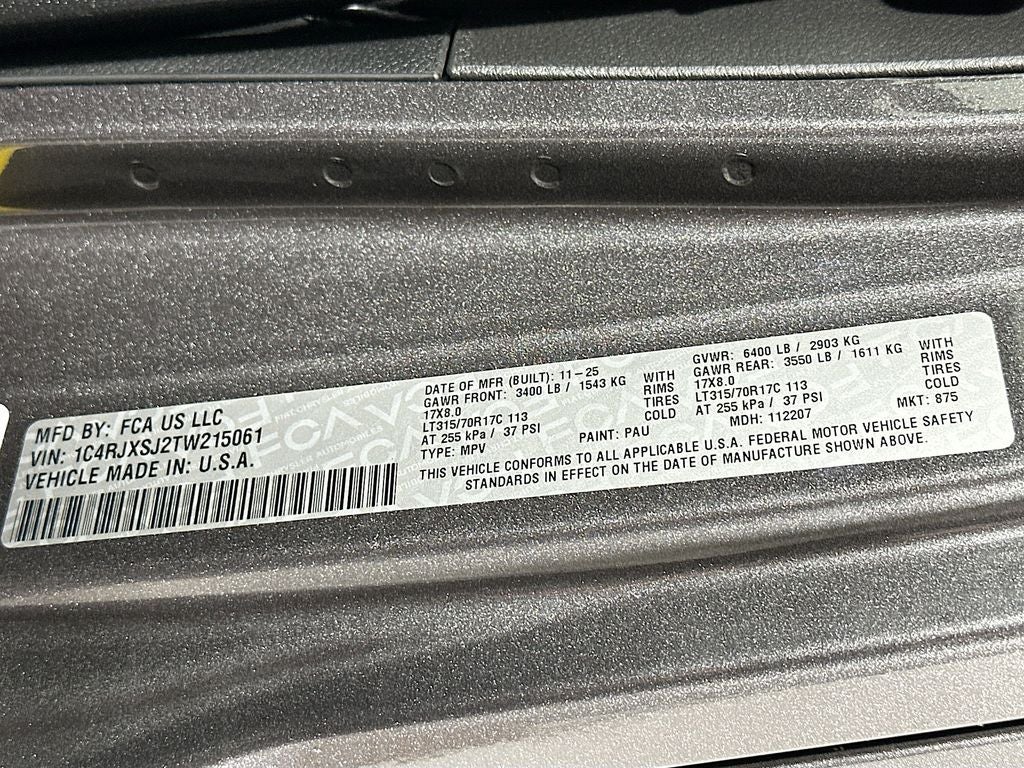 MFD BY: FCA US LLC
VIN: 1C4RJXSJ2TW215061
VEHICLE MADE IN: U.S.A.
DATE OF MFR (BUILT): 11-25
GAWR FRONT: 3400 LB / 1543 KG WITH
17X8.0 RIMS
LT315/70R17C 113 TIRES
AT 255 kPa / 37 PSI COLD
TYPE: MPV
PAINT: PAU
GVWR: 6400 LB / 2903 KG
GAWR REAR: 3550 LB / 1611 KG WITH
17X8.0 RIMS
LT315/70R17C 113 TIRES
AT 255 kPa / 37 PSI COLD
MDH: 112207
MKT: 875
THIS VEHICLE CONFORMS TO ALL APPLICABLE U.S.A. FEDERAL MOTOR VEHICLE SAFETY
STANDARDS IN EFFECT ON THE DATE OF MANUFACTURE SHOWN ABOVE.